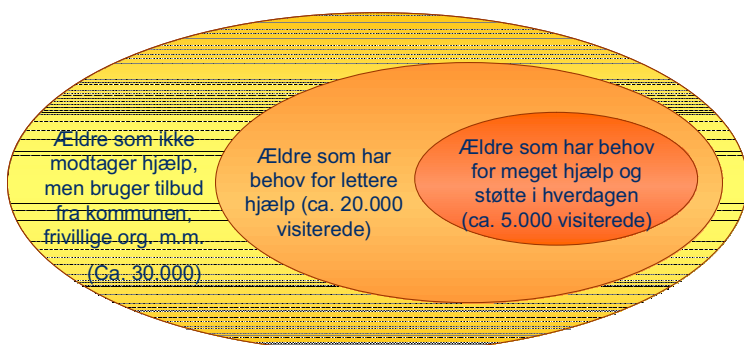 Ældre som ikke
modtager hjælp,
men bruger tilbud
fra kommunen,
frivillige org. m.m.
(Ca. 30.000)
Ældre som har
behov for lettere
hjælp (ca. 20.000
visiterede)
Ældre som har behov
for meget hjælp og
støtte i hverdagen
(ca. 5.000 visiterede)